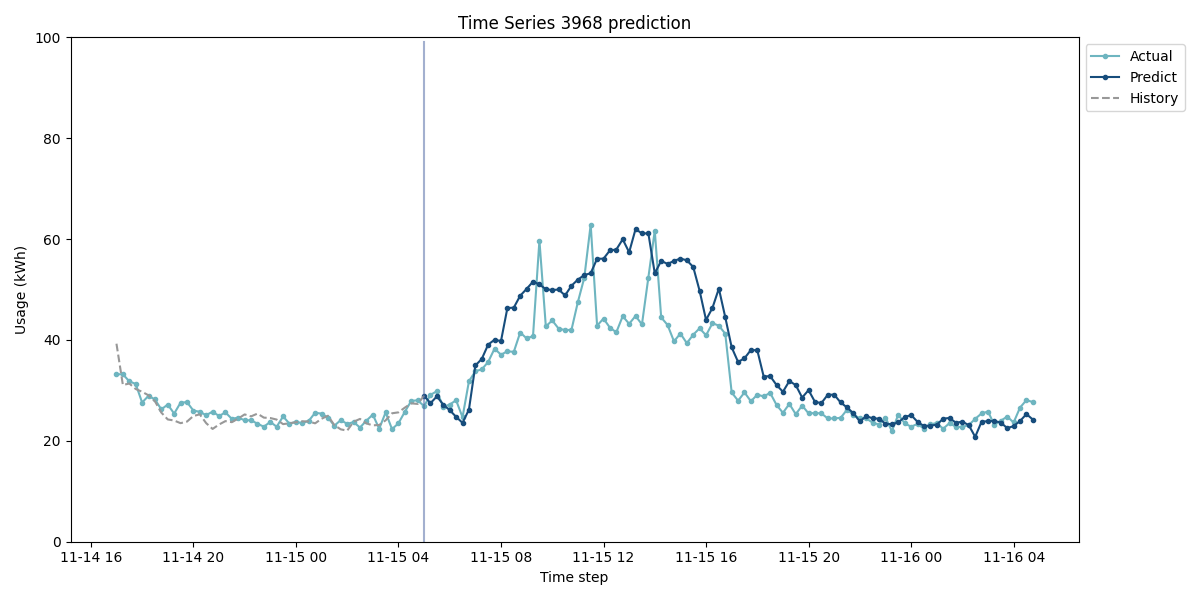 Time Series 3968 prediction
100
80
60
40
20
0
Usage (kWh)
11-14 16
11-14 20
11-15 00
11-15 04
11-15 08
11-15 12
11-15 16
11-15 20
11-16 00
11-16 04
Time step
Actual
Predict
History